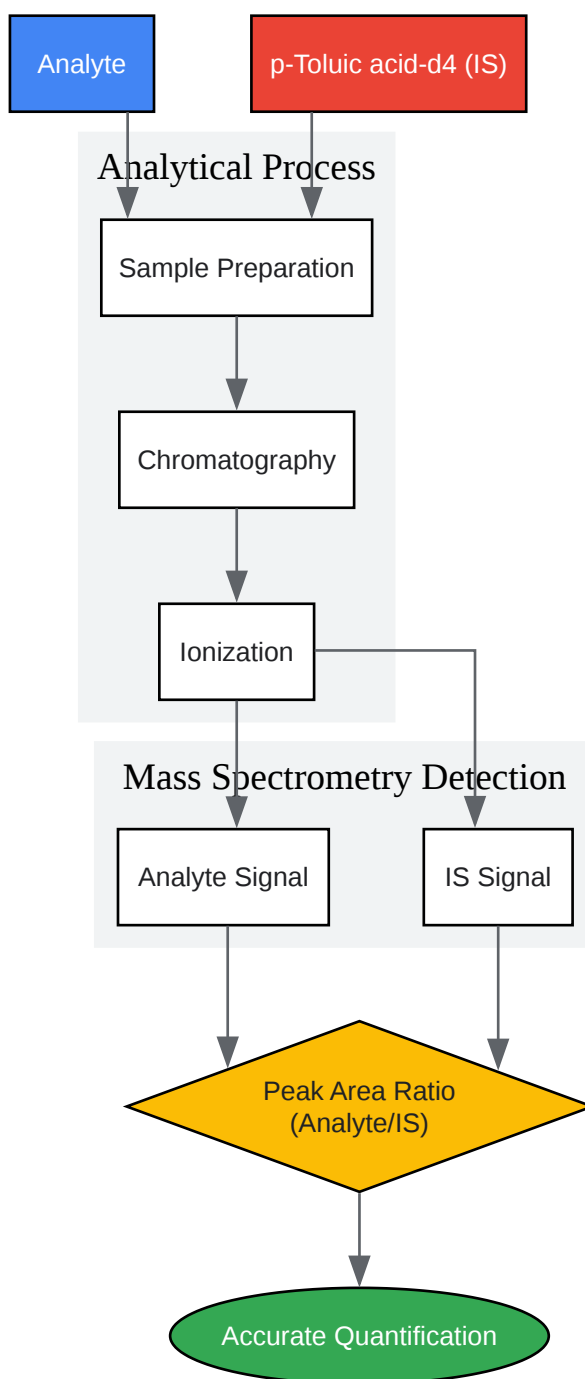 Analyte
p-Toluic acid-d4 (IS)
Analytical Process
Sample Preparation
Chromatography
Ionization
Mass Spectrometry Detection
Analyte Signal
IS Signal
Peak Area Ratio
(Analyte/IS)
Accurate Quantification